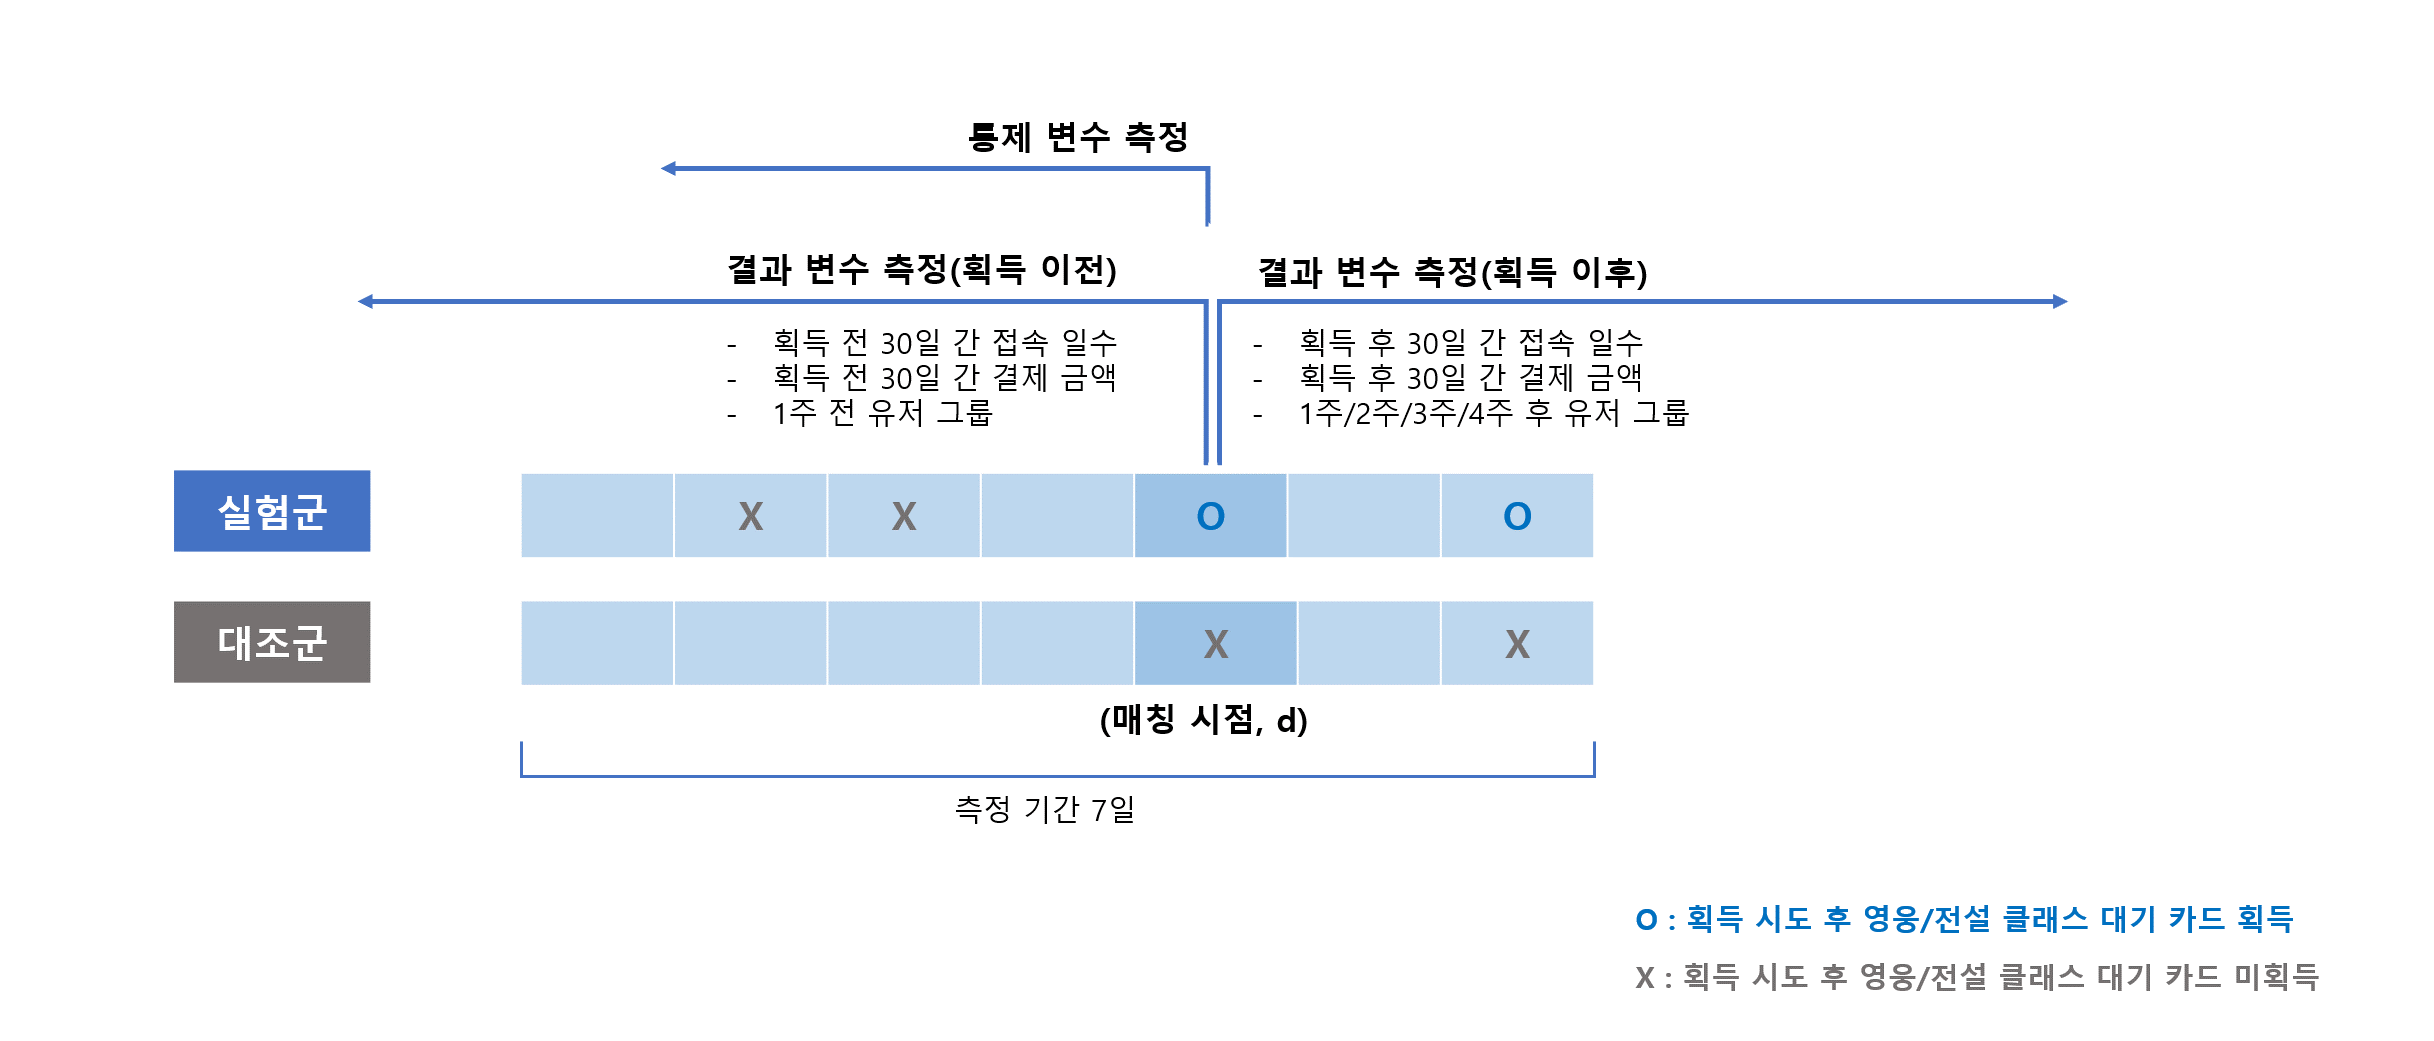 통제 변수 측정
결과 변수 측정(획득 이전)
결과 변수 측정(획득 이후)
- 획득 전 30일 간 접속 일수
- 획득 전 30일 간 결제 금액
- 1주 전 유저 그룹
- 획득 후 30일 간 접속 일수
- 획득 후 30일 간 결제 금액
- 1주/2주/3주/4주 후 유저 그룹
실험군
X X O O
대조군
X X
(매칭 시점, d)
측정 기간 7일
O : 획득 시도 후 영웅/전설 클래스 대기 카드 획득
X : 획득 시도 후 영웅/전설 클래스 대기 카드 미획득